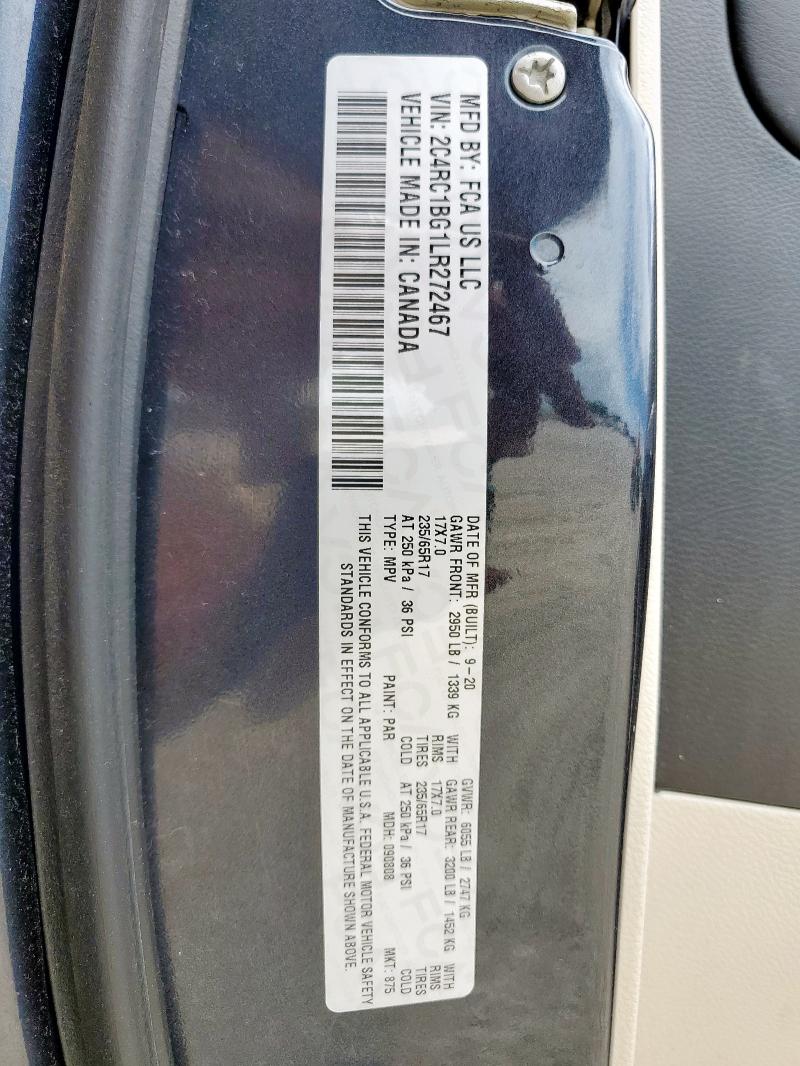 MFD BY: FCA US LLC
VIN: 2C4RC1BG1LR272467
VEHICLE MADE IN: CANADA
DATE OF MFR (BUILT): 9-20 GVWR: 6055 LB / 2747 KG
GAWR FRONT: 2950 LB / 1339 KG WITH GAWR REAR: 3200 LB / 1452 KG WITH
17X7.0 RIMS 17X7.0 RIMS
235/65R17 TIRES 235/65R17 TIRES
AT 250 kPa / 36 PSI COLD AT 250 kPa / 36 PSI COLD
TYPE: MPV PAINT: PAR MDH: 090808 MKT: 875
THIS VEHICLE CONFORMS TO ALL APPLICABLE U.S.A. FEDERAL MOTOR VEHICLE SAFETY
STANDARDS IN EFFECT ON THE DATE OF MANUFACTURE SHOWN ABOVE.